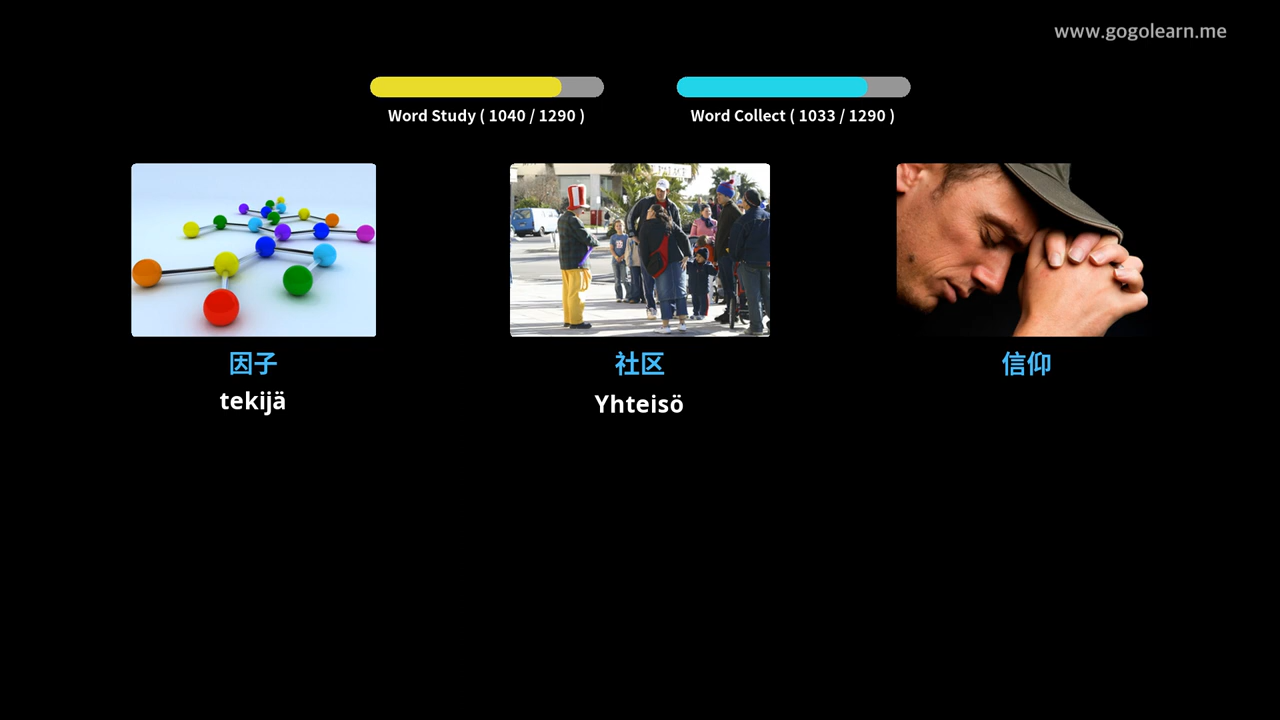 www.gogolearn.me
Word Study ( 1040 / 1290 )
Word Collect ( 1033 / 1290 )
因子
社区
信仰
tekijä
Yhteisö